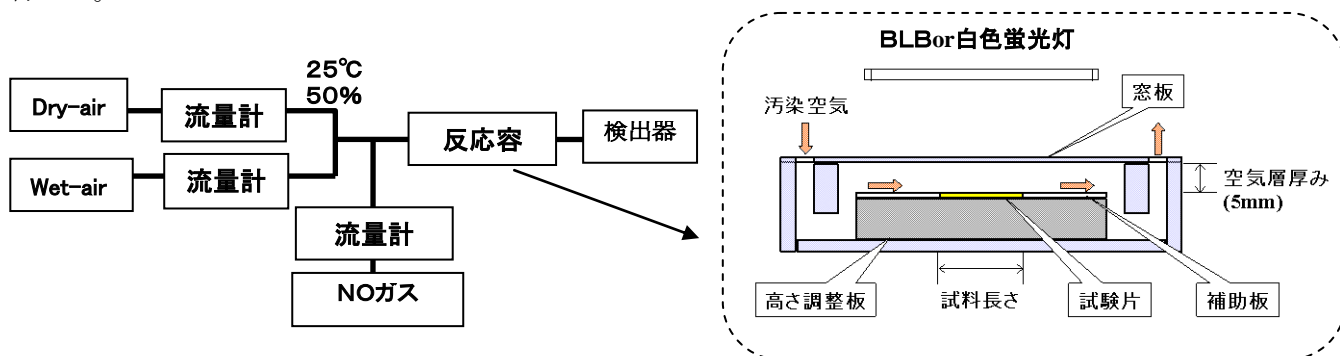 BLBor白色蛍光灯
25℃
50%
Dry-air
流量計
反応容
検出器
Wet-air
流量計
流量計
NOガス
汚染空気
窓板
空気層厚み
(5mm)
高さ調整板
試料長さ
試験片
補助板